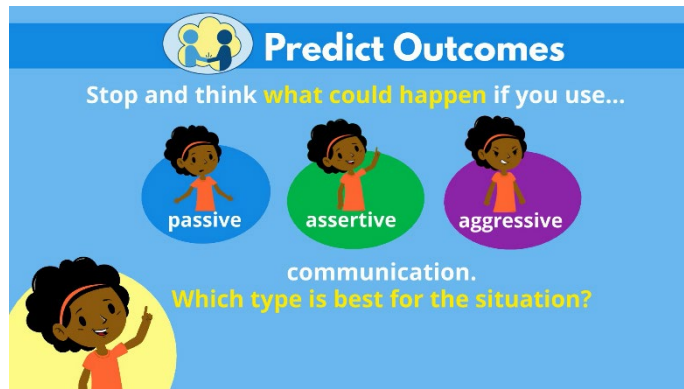 Predict Outcomes
Stop and think what could happen if you use...
passive
assertive
aggressive
communication.
Which type is best for the situation?